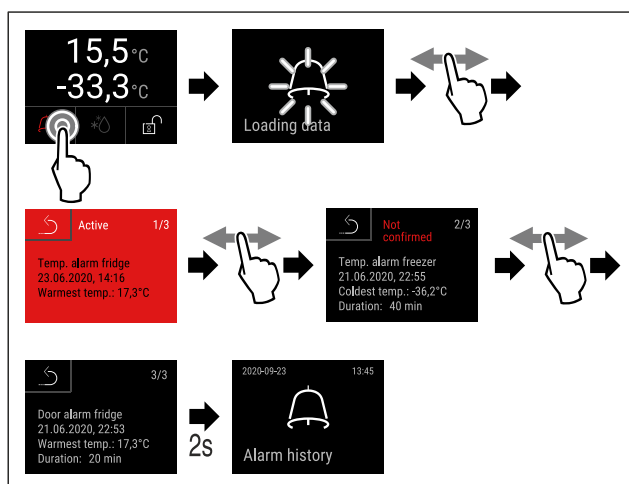 15,5°C
-33,3°C
Loading data
Active 1/3
Temp. alarm fridge
23.06.2020, 14:16
Warmest temp.: 17,3°C
Not 2/3
confirmed
Temp. alarm freezer
21.06.2020, 22:55
Coldest temp.: -36,2°C
Duration: 40 min
3/3
Door alarm fridge
21.06.2020, 22:53
Warmest temp.: 17,3°C
Duration: 20 min
2s
2020-09-23 13:45
Alarm history